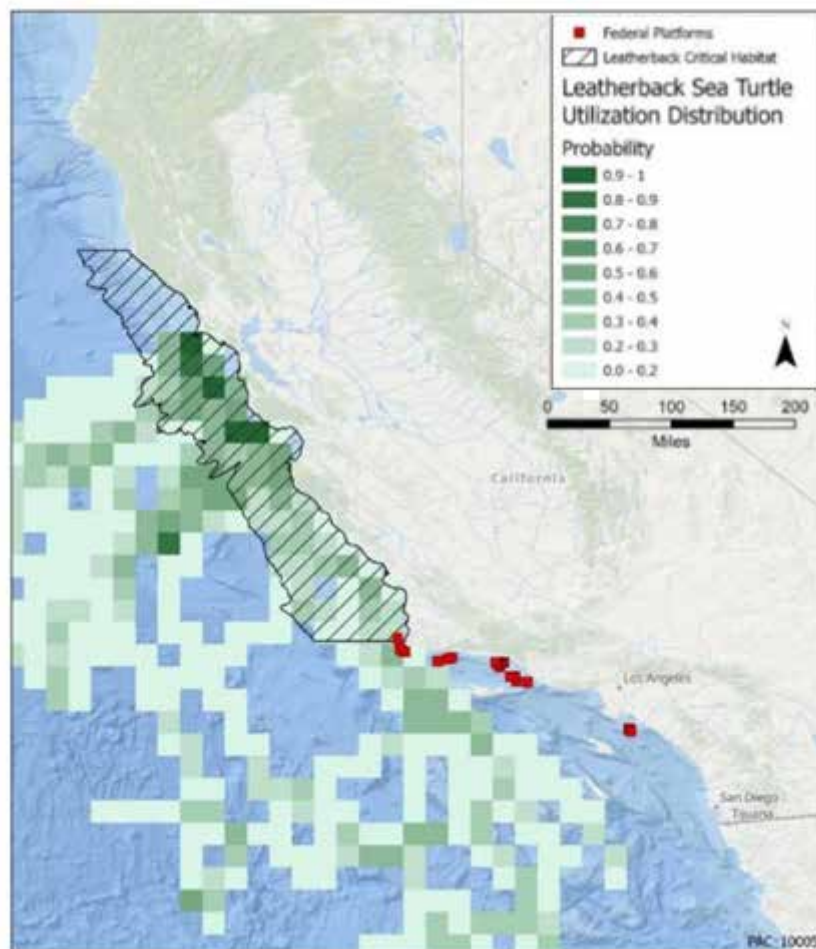 Federal Platforms
Leatherback Critical Habitat
Leatherback Sea Turtle
Utilization Distribution
Probability
0.9 - 1
0.8 - 0.9
0.7 - 0.8
0.6 - 0.7
0.5 - 0.6
0.4 - 0.5
0.3 - 0.4
0.2 - 0.3
0.0 - 0.2
N
0 50 100 150 200
Miles
California
Los Angeles
San Diego
Tijuana
PAC-10005